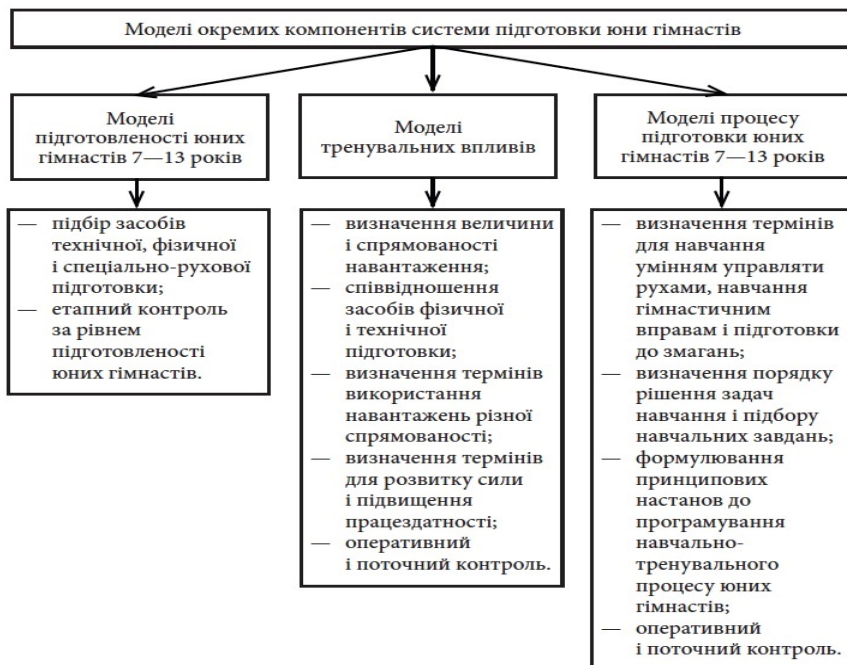 Моделі окремих компонентів системи підготовки юни гімнастів
Моделі
підготовленості юних
гімнастів 7—13 років
Моделі
тренувальних впливів
Моделі процесу
підготовки юних
гімнастів 7—13 років
— підбір засобів
технічної, фізичної
і спеціально-рухової
підготовки;
— етапний контроль
за рівнем
підготовленості
юних гімнастів.
— визначення величини
і спрямованості
навантаження;
— співвідношення
засобів фізичної
і технічної
підготовки;
— визначення термінів
використання
навантажень різної
спрямованості;
— визначення термінів
для розвитку сили
і підвищення
працездатності;
— оперативний
і поточний контроль.
— визначення термінів
для навчання
умінням управляти
рухами, навчання
гімнастичним
вправам і підготовки
до змагань;
— визначення порядку
рішення задач
навчання і підбору
навчальних завдань;
— формулювання
принципових
настанов до
програмування
навчально-
тренувального
процесу юних
гімнастів;
— оперативний
і поточний контроль.